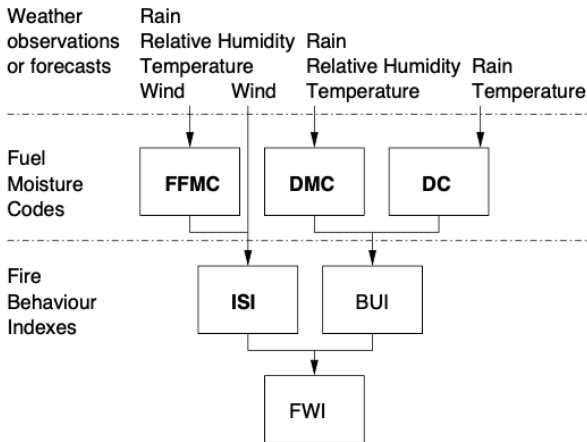 Weather
observations
or forecasts
Rain
Relative Humidity
Temperature
Wind
Wind
Rain
Relative Humidity
Temperature
Rain
Temperature
Fuel
Moisture
Codes
FFMC
DMC
DC
Fire
Behaviour
Indexes
ISI
BUI
FWI